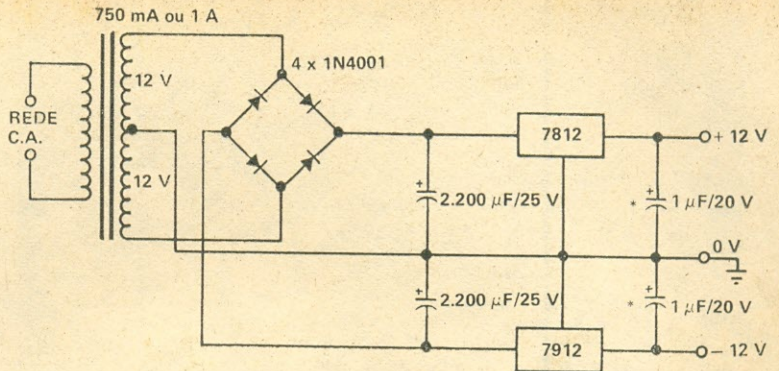 750 mA ou 1 A
4 x 1N4001
12 V
REDE
C.A.
12 V
7812
+ 12 V
+
2.200 µF/25 V
+
* 1 µF/20 V
0 V
+
2.200 µF/25 V
+
* 1 µF/20 V
7912
- 12 V